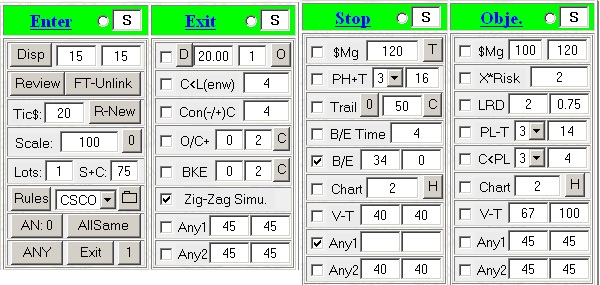 Enter S
Disp 15 15
Review FT-Unlink
Tic$: 20 R-New
Scale: 100 0
Lots: 1 S+C: 75
Rules CSCO
AN: 0 AllSame
ANY Exit 1
Exit S
D 20.00 1 O
C<L(enw) 4
Con(-/+)C 4
O/C+ 0 2 C
BKE 0 2 C
Zig-Zag Simu.
Any1 45 45
Any2 45 45
Stop S
$Mg 120 T
PH+T 3 16
Trail 0 50 C
B/E Time 4
B/E 34 0
Chart 2 H
V-T 40 40
Any1
Any2 40 40
Obje. S
$Mg 100 120
X*Risk 2
LRD 2 0.75
PL-T 3 14
C<PL 3 4
Chart 2 H
V-T 67 100
Any1 45 45
Any2 45 45